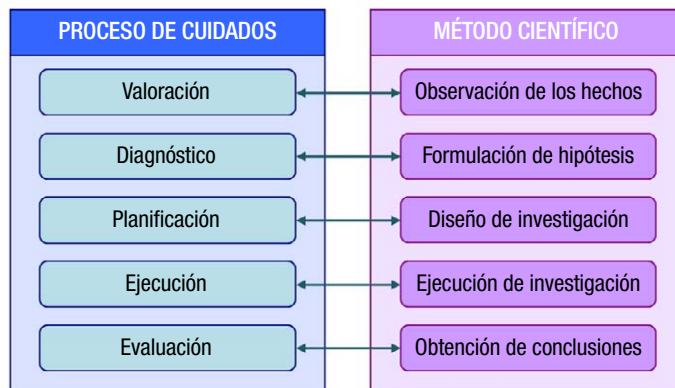 PROCESO DE CUIDADOS
MÉTODO CIENTÍFICO
Valoración
Observación de los hechos
Diagnóstico
Formulación de hipótesis
Planificación
Diseño de investigación
Ejecución
Ejecución de investigación
Evaluación
Obtención de conclusiones